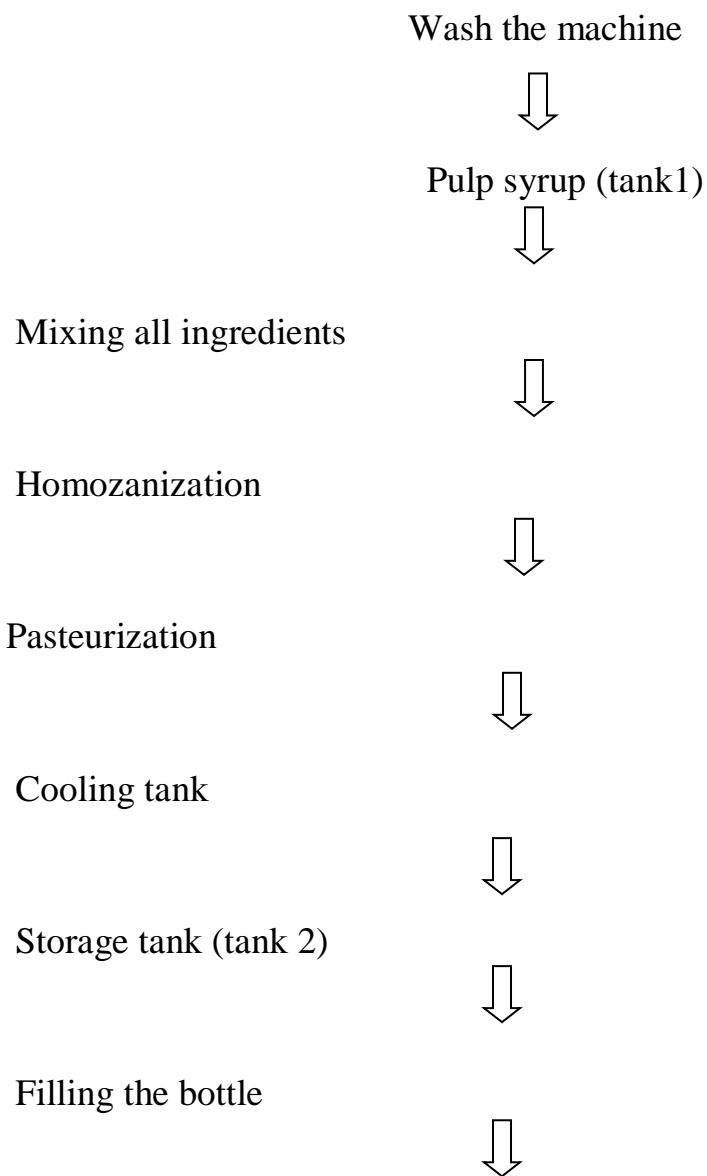 Wash the machine
Pulp syrup (tank1)
Mixing all ingredients
Homozanization
Pasteurization
Cooling tank
Storage tank (tank 2)
Filling the bottle